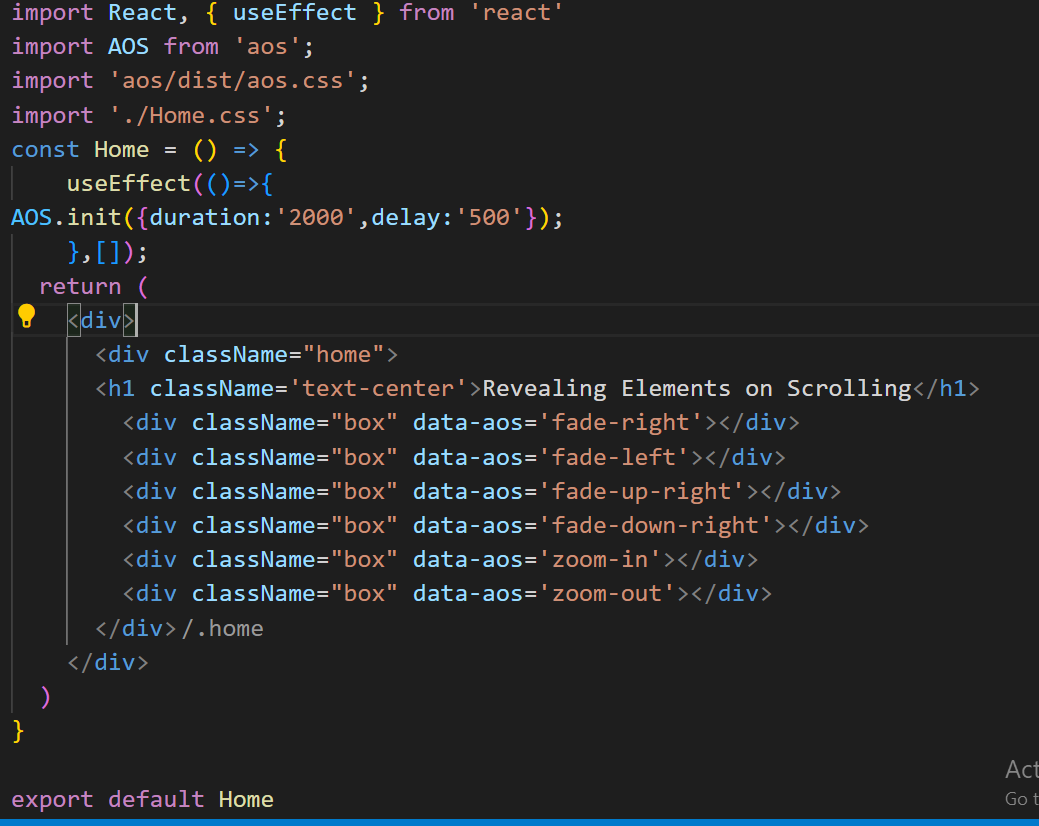 import React, { useEffect } from 'react'
import AOS from 'aos';
import 'aos/dist/aos.css';
import './Home.css';
const Home = () => {
    useEffect(()=>{
AOS.init({duration:'2000',delay:'500'});
    },[]);
  return (
    <div>
      <div className="home">
      <h1 className='text-center'>Revealing Elements on Scrolling</h1>
        <div className="box" data-aos='fade-right'></div>
        <div className="box" data-aos='fade-left'></div>
        <div className="box" data-aos='fade-up-right'></div>
        <div className="box" data-aos='fade-down-right'></div>
        <div className="box" data-aos='zoom-in'></div>
        <div className="box" data-aos='zoom-out'></div>
      </div>/.home
    </div>
  )
}
export default Home
Act
Go t